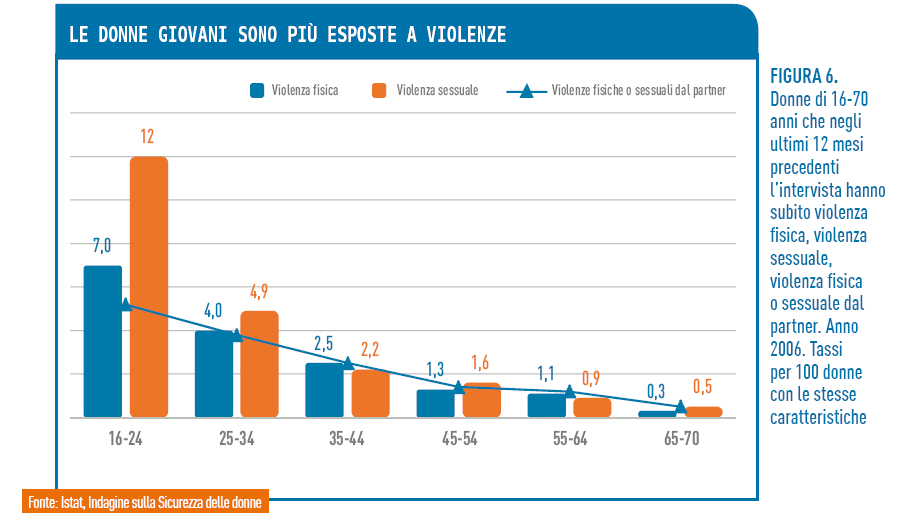 LE DONNE GIOVANI SONO PIÙ ESPOSTE A VIOLENZE
Violenza fisica
Violenza sessuale
Violenze fisiche o sessuali dal partner
7,0
12
4,0
4,9
2,5
2,2
1,3
1,6
1,1
0,9
0,3
0,5
16-24
25-34
35-44
45-54
55-64
65-70
FIGURA 6.
Donne di 16-70
anni che negli
ultimi 12 mesi
precedenti
l'intervista hanno
subito violenza
fisica, violenza
sessuale,
violenza fisica
o sessuale dal
partner. Anno
2006. Tassi
per 100 donne
con le stesse
caratteristiche
Fonte: Istat, Indagine sulla Sicurezza delle donne